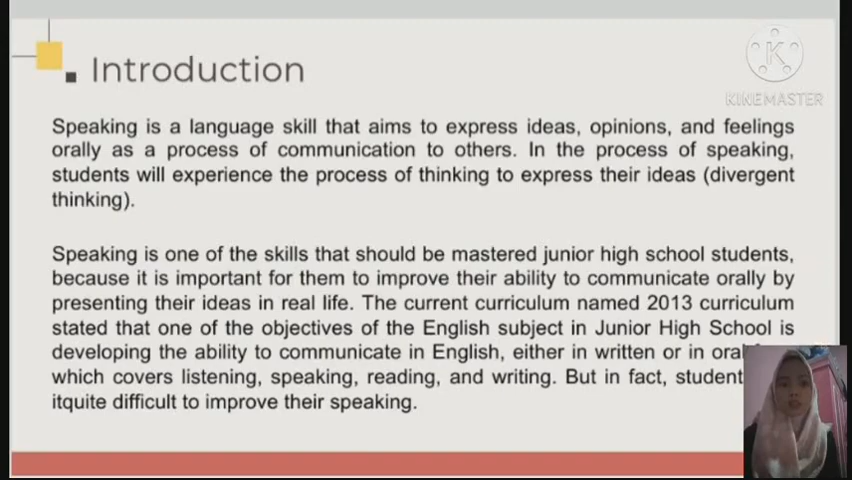 Introduction
K
KINEMASTER
Speaking is a language skill that aims to express ideas, opinions, and feelings
orally as a process of communication to others. In the process of speaking,
students will experience the process of thinking to express their ideas (divergent
thinking).
Speaking is one of the skills that should be mastered junior high school students,
because it is important for them to improve their ability to communicate orally by
presenting their ideas in real life. The current curriculum named 2013 curriculum
stated that one of the objectives of the English subject in Junior High School is
developing the ability to communicate in English, either in written or in oral
which covers listening, speaking, reading, and writing. But in fact, student
itquite difficult to improve their speaking.